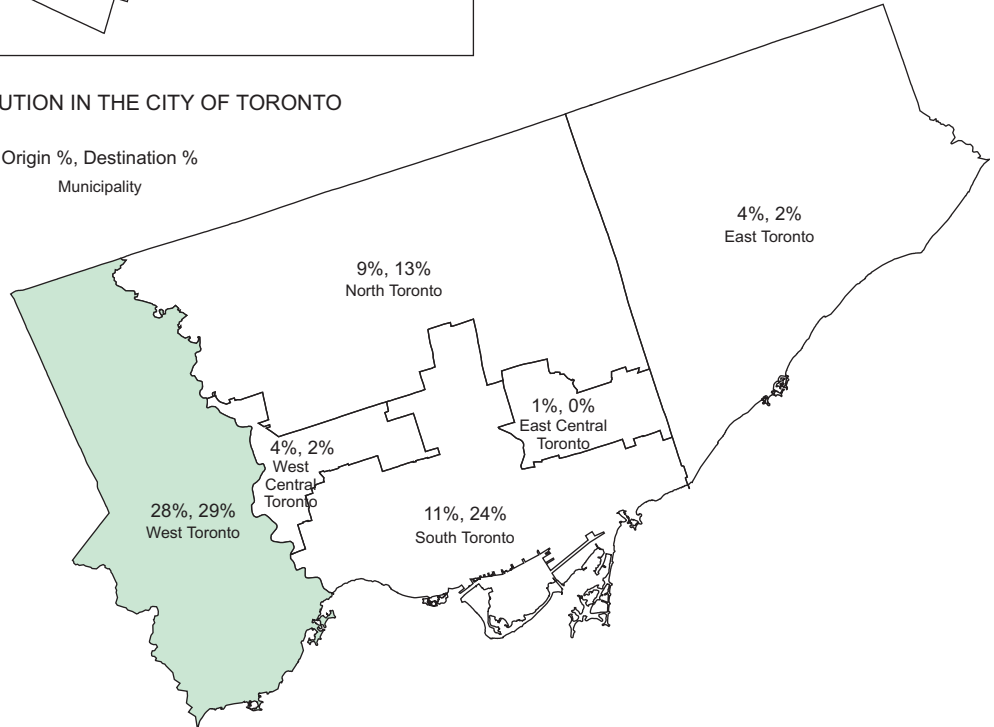 UTION IN THE CITY OF TORONTO
Origin %, Destination %
Municipality
4%, 2%
East Toronto
9%, 13%
North Toronto
1%, 0%
East Central
Toronto
4%, 2%
West
Central
Toronto
28%, 29%
West Toronto
11%, 24%
South Toronto